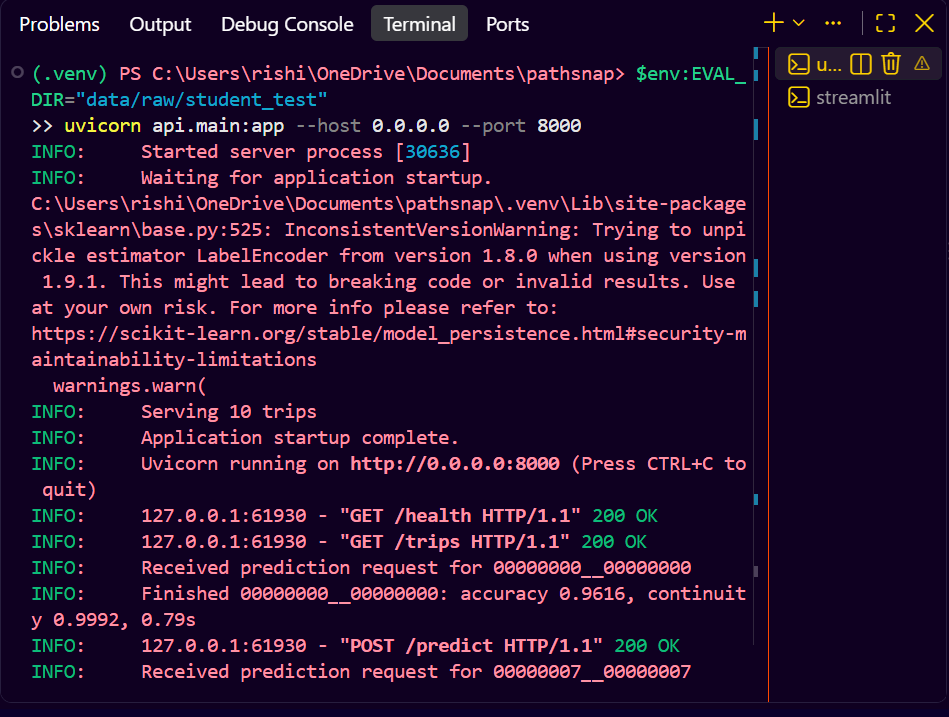 Problems Output Debug Console Terminal Ports
(.venv) PS C:\Users\rishi\OneDrive\Documents\pathsnap> $env:EVAL_
DIR="data/raw/student_test"
>> uvicorn api.main:app --host 0.0.0.0 --port 8000
INFO:     Started server process [30636]
INFO:     Waiting for application startup.
C:\Users\rishi\OneDrive\Documents\pathsnap\.venv\Lib\site-package
s\sklearn\base.py:525: InconsistentVersionWarning: Trying to unpi
ckle estimator LabelEncoder from version 1.8.0 when using version
 1.9.1. This might lead to breaking code or invalid results. Use
at your own risk. For more info please refer to:
https://scikit-learn.org/stable/model_persistence.html#security-m
aintainability-limitations
  warnings.warn(
INFO:     Serving 10 trips
INFO:     Application startup complete.
INFO:     Uvicorn running on http://0.0.0.0:8000 (Press CTRL+C to
 quit)
INFO:     127.0.0.1:61930 - "GET /health HTTP/1.1" 200 OK
INFO:     127.0.0.1:61930 - "GET /trips HTTP/1.1" 200 OK
INFO:     Received prediction request for 00000000__00000000
INFO:     Finished 00000000__00000000: accuracy 0.9616, continuit
y 0.9992, 0.79s
INFO:     127.0.0.1:61930 - "POST /predict HTTP/1.1" 200 OK
INFO:     Received prediction request for 00000007__00000007
u...
streamlit